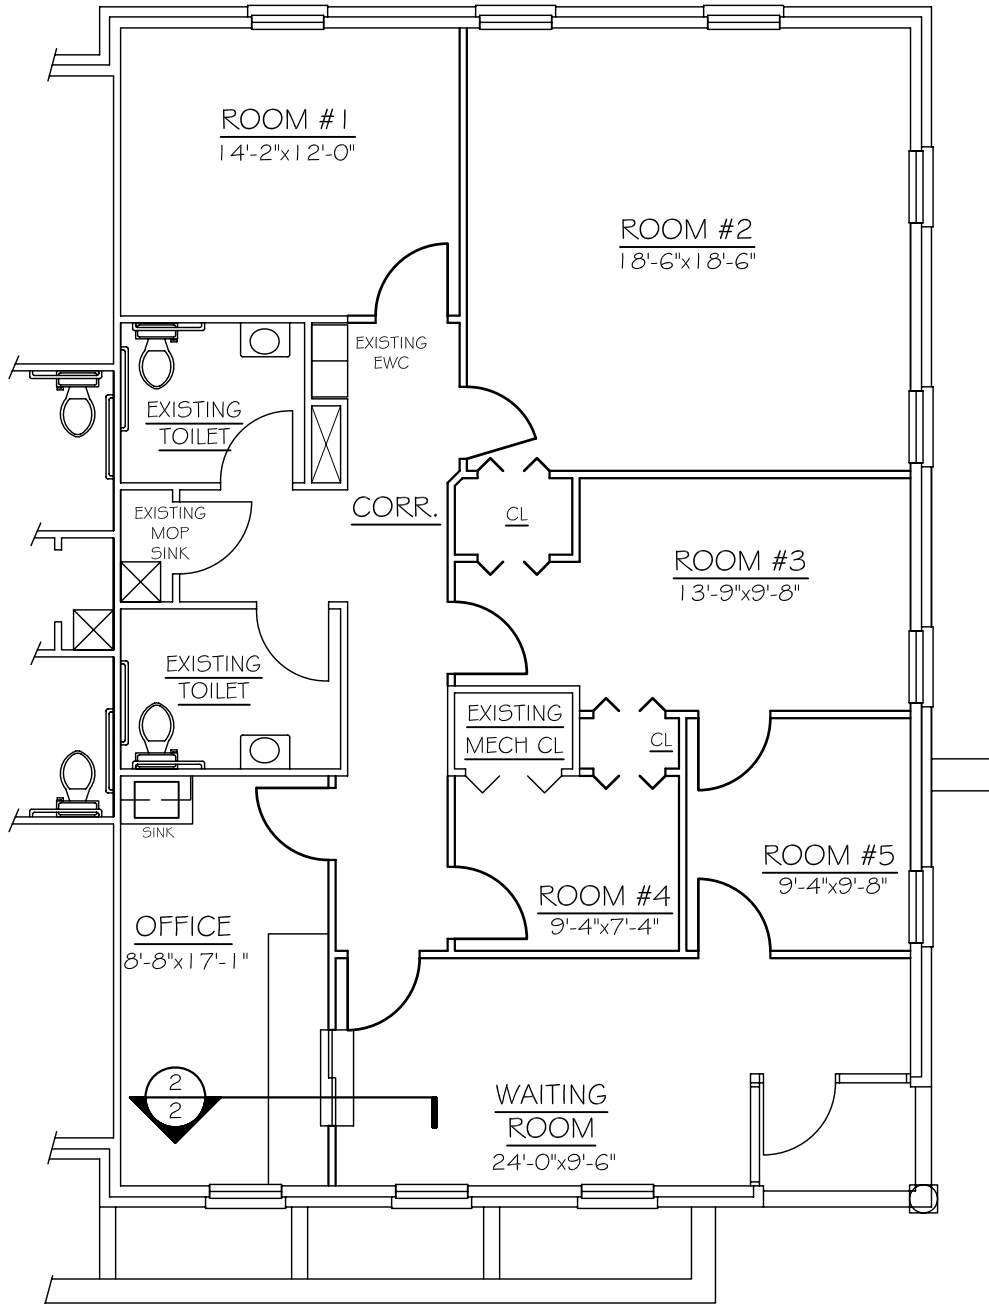 ROOM #1
14'-2"x12'-0"
ROOM #2
18'-6"x18'-6"
EXISTING
EWC
EXISTING
TOILET
EXISTING
MOP
SINK
CORR.
CL
ROOM #3
13'-9"x9'-8"
EXISTING
TOILET
EXISTING
MECH CL
CL
SINK
ROOM #4
9'-4"x7'-4"
ROOM #5
9'-4"x9'-8"
OFFICE
8'-8"x17'-1"
2
2
WAITING
ROOM
24'-0"x9'-6"